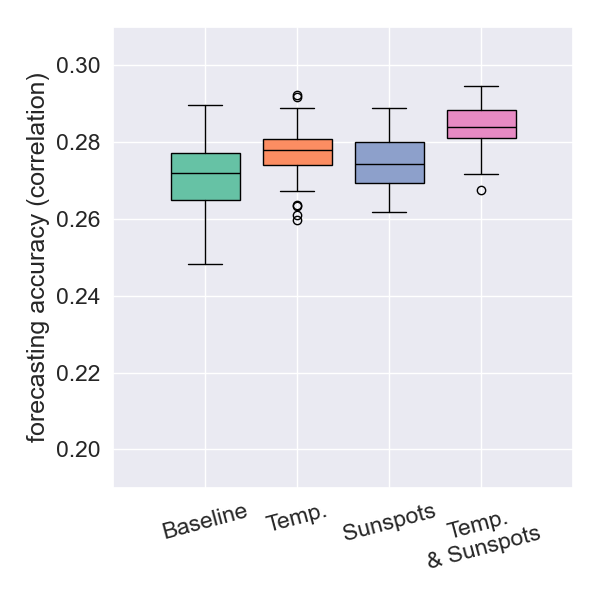 forecasting accuracy (correlation)
0.30
0.28
0.26
0.24
0.22
0.20
Baseline
Temp.
Sunspots
Temp.
& Sunspots